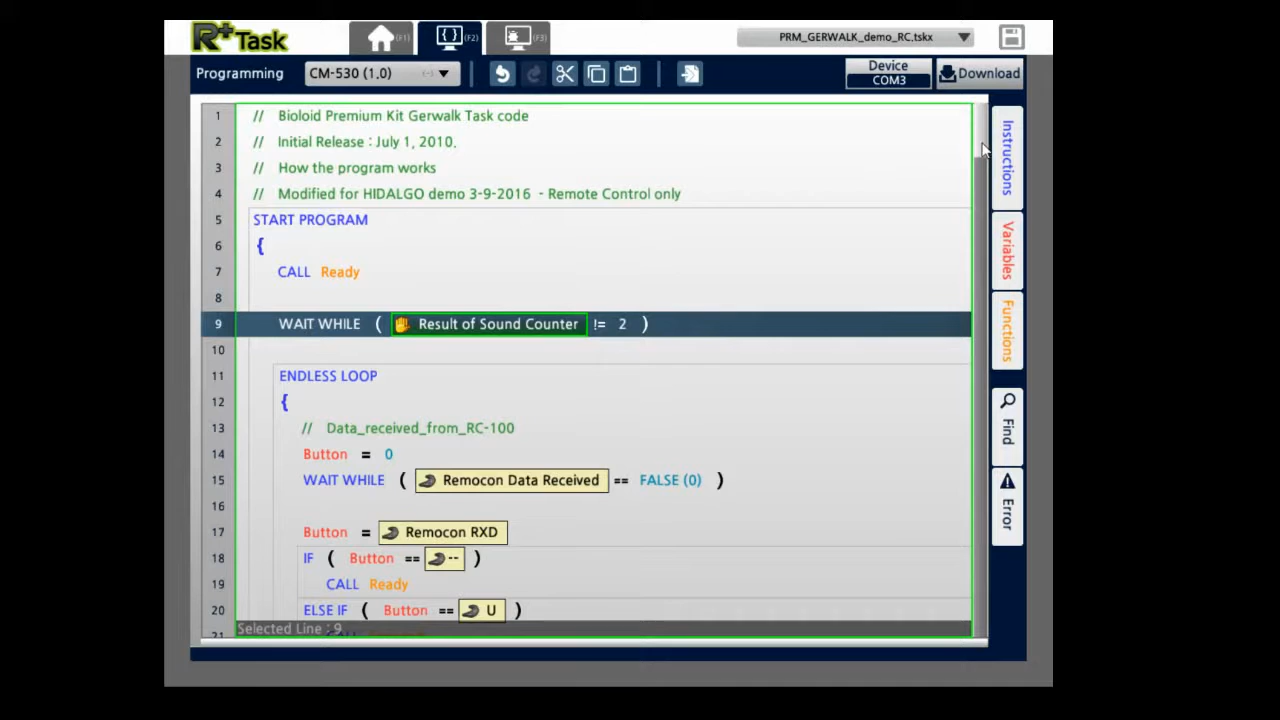 R+Task
(F1)
{} (F2)
(F3)
PRM_GERWALK_demo_RC.tskx
Programming
CM-530 (1.0)
Device
COM3
Download
1 // Bioloid Premium Kit Gerwalk Task code
2 // Initial Release : July 1, 2010.
3 // How the program works
4 // Modified for HIDALGO demo 3-9-2016 - Remote Control only
5 START PROGRAM
6 {
7 CALL Ready
8
9 WAIT WHILE ( Result of Sound Counter != 2 )
10
11 ENDLESS LOOP
12 {
13 // Data_received_from_RC-100
14 Button = 0
15 WAIT WHILE ( Remocon Data Received == FALSE (0) )
16
17 Button = Remocon RXD
18 IF ( Button == -- )
19 CALL Ready
20 ELSE IF ( Button == U )
21
Selected Line : 9
Instructions
Variables
Functions
Find
Error